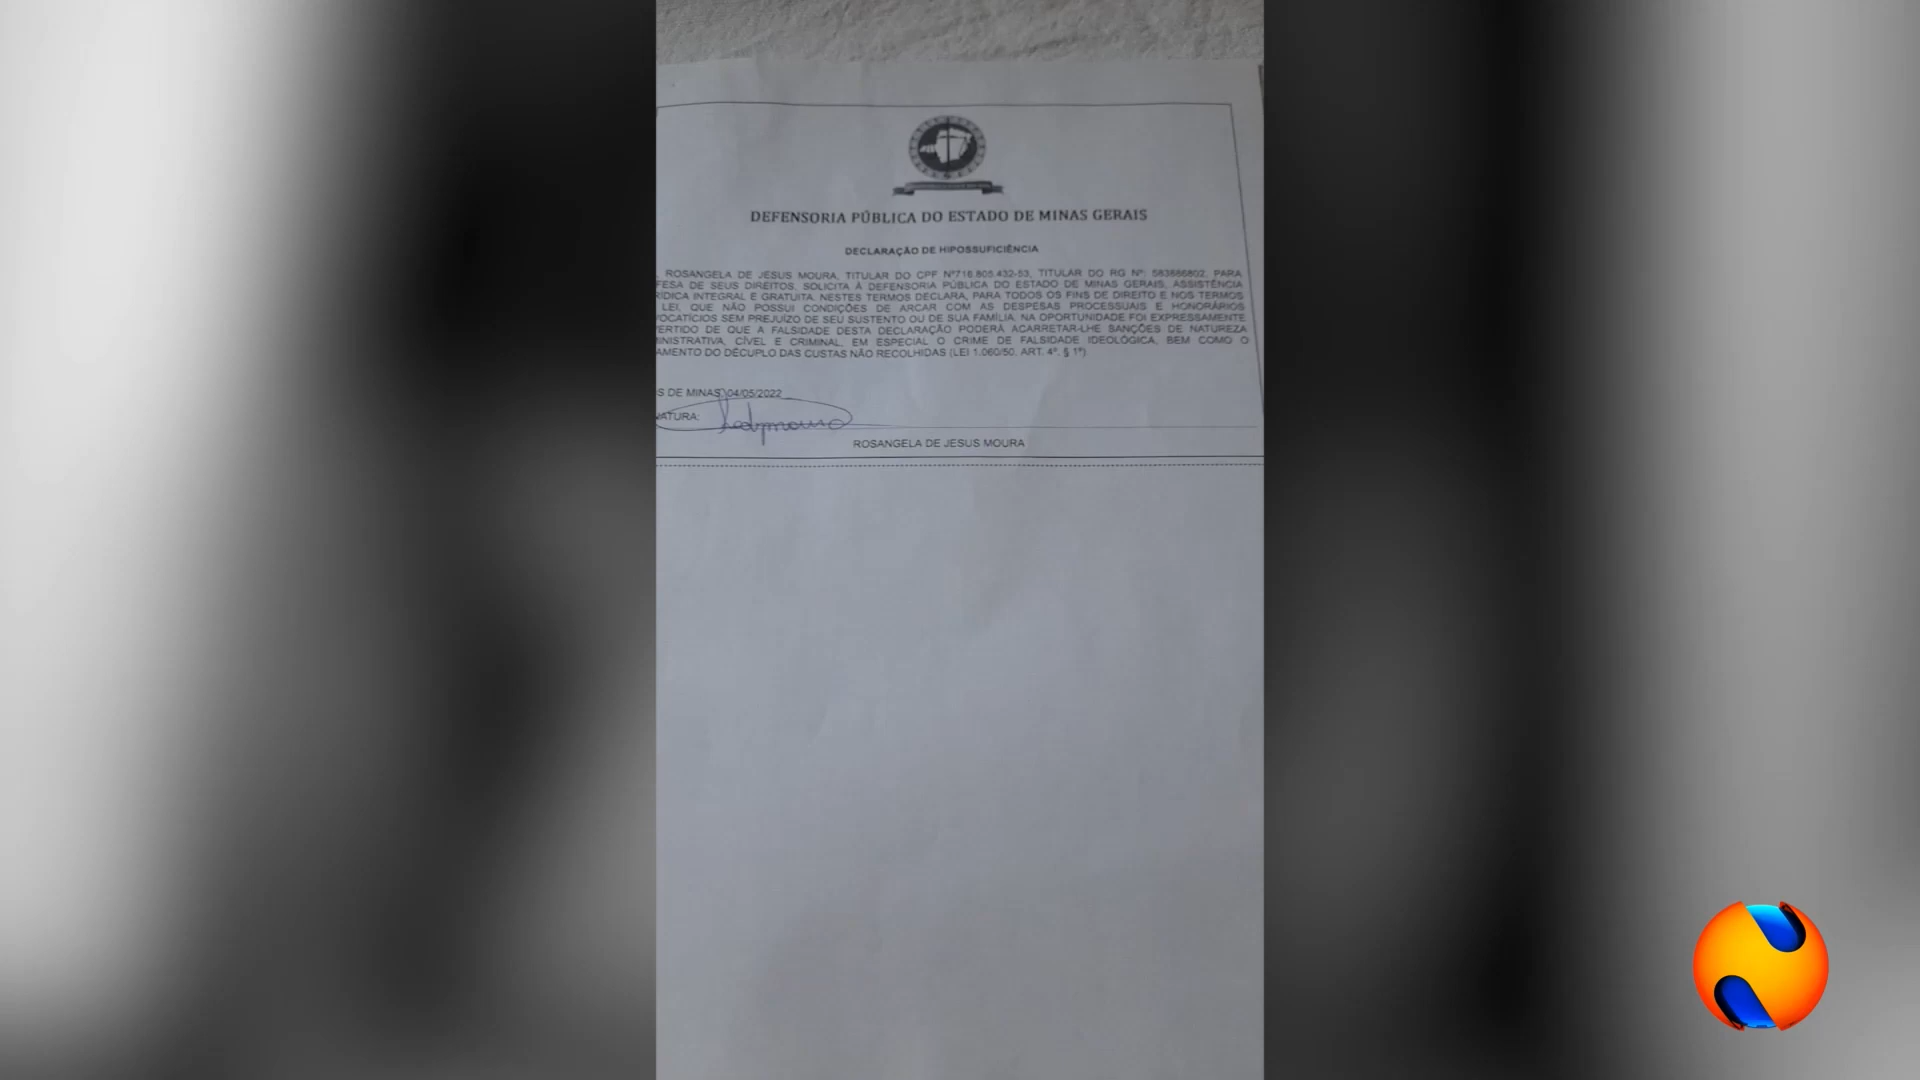 DEFENSORIA PÚBLICA DO ESTADO DE MINAS GERAIS
DECLARAÇÃO DE HIPOSSUFICIÊNCIA
, ROSANGELA DE JESUS MOURA, TITULAR DO CPF Nº716.805.432-53, TITULAR DO RG Nº: 583886802, PARA
FESA DE SEUS DIREITOS, SOLICITA À DEFENSORIA PÚBLICA DO ESTADO DE MINAS GERAIS, ASSISTÊNCIA
RÍDICA INTEGRAL E GRATUITA. NESTES TERMOS DECLARA, PARA TODOS OS FINS DE DIREITO E NOS TERMOS
LEI, QUE NÃO POSSUI CONDIÇÕES DE ARCAR COM AS DESPESAS PROCESSUAIS E HONORÁRIOS
VOCATÍCIOS SEM PREJUÍZO DE SEU SUSTENTO OU DE SUA FAMÍLIA. NA OPORTUNIDADE FOI EXPRESSAMENTE
VERTIDO DE QUE A FALSIDADE DESTA DECLARAÇÃO PODERÁ ACARRETAR-LHE SANÇÕES DE NATUREZA
MINISTRATIVA, CÍVEL E CRIMINAL, EM ESPECIAL O CRIME DE FALSIDADE IDEOLÓGICA, BEM COMO O
AMENTO DO DÉCUPLO DAS CUSTAS NÃO RECOLHIDAS (LEI 1.060/50. ART. 4º, § 1º).
S DE MINAS, 04/05/2022
NATURA:
ROSANGELA DE JESUS MOURA